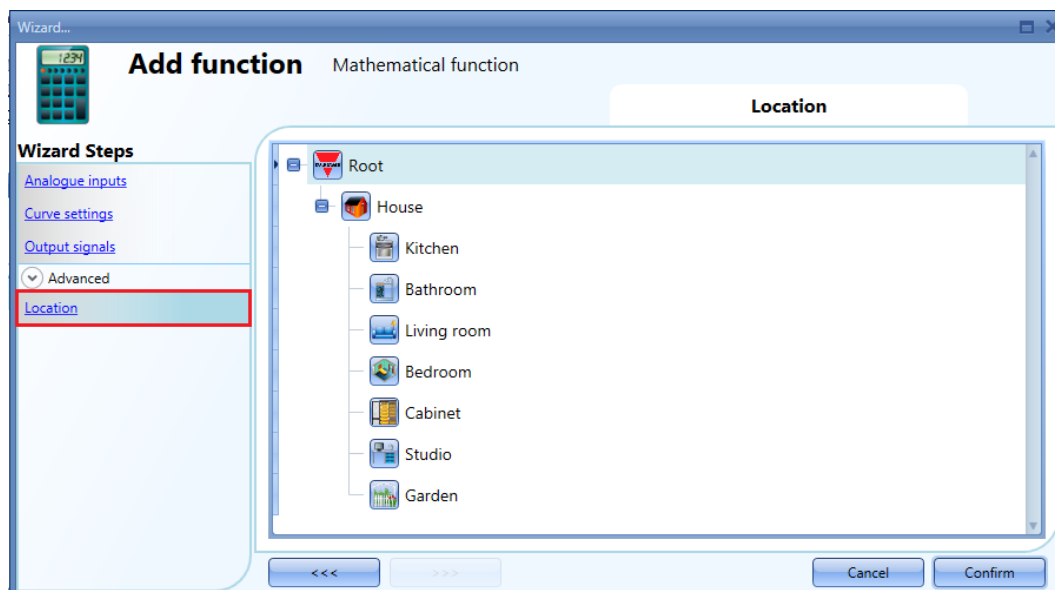 Wizard...
1234
Add function Mathematical function
Location
Wizard Steps
Analogue inputs
Curve settings
Output signals
Advanced
Location
Root
House
Kitchen
Bathroom
Living room
Bedroom
Cabinet
Studio
Garden
<<< >>> Cancel Confirm